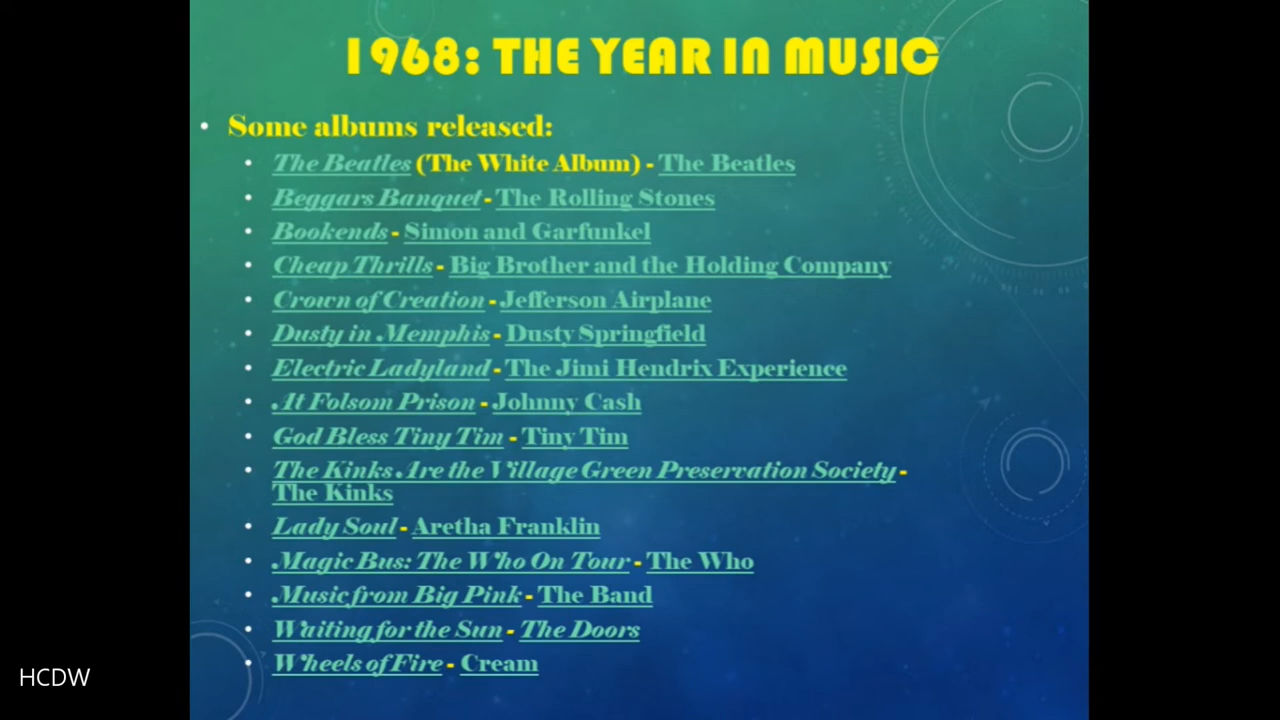 1968: THE YEAR IN MUSIC
• Some albums released:
• The Beatles (The White Album) - The Beatles
• Beggars Banquet - The Rolling Stones
• Bookends - Simon and Garfunkel
• Cheap Thrills - Big Brother and the Holding Company
• Crown of Creation - Jefferson Airplane
• Dusty in Memphis - Dusty Springfield
• Electric Ladyland - The Jimi Hendrix Experience
• At Folsom Prison - Johnny Cash
• God Bless Tiny Tim - Tiny Tim
• The Kinks Are the Village Green Preservation Society -
The Kinks
• Lady Soul - Aretha Franklin
• Magic Bus: The Who On Tour - The Who
• Music from Big Pink - The Band
• Waiting for the Sun - The Doors
• Wheels of Fire - Cream
HCDW